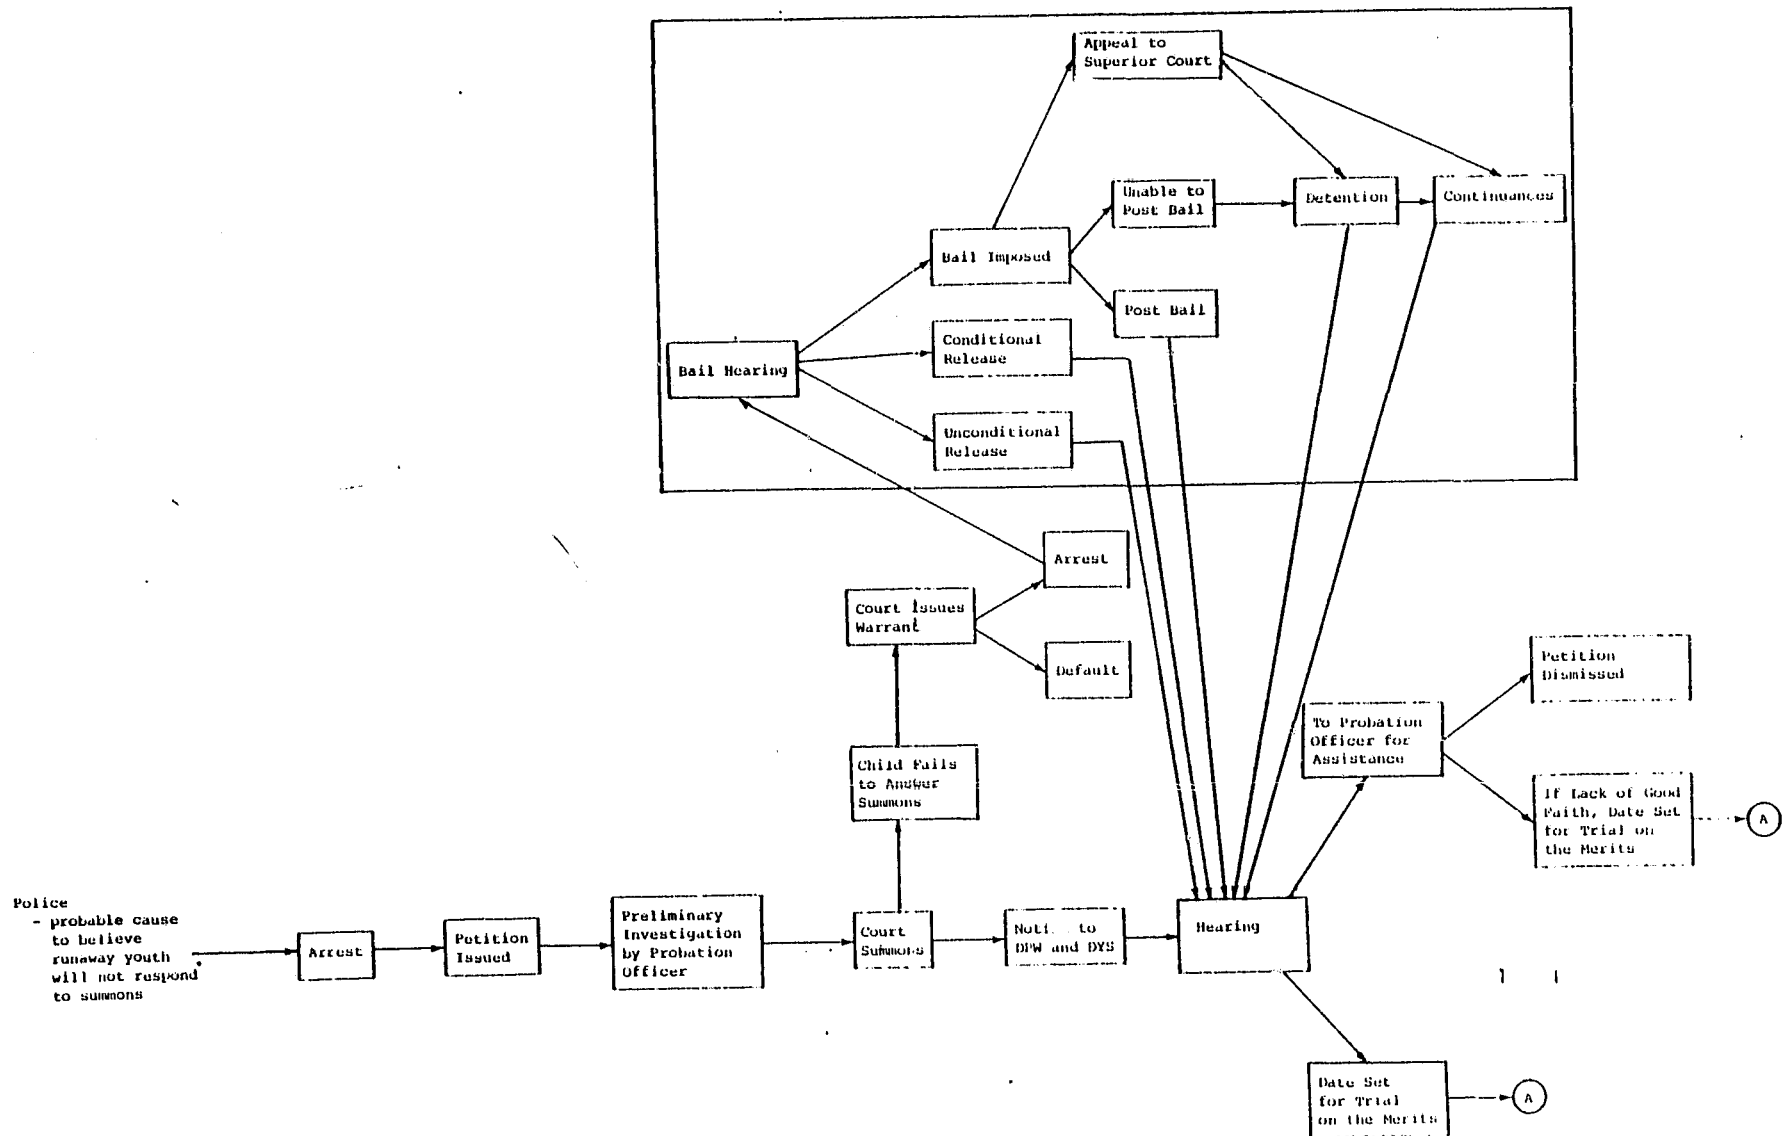 Appeal to
Superior Court
Unable to
Post Bail
Detention
Continuances
Bail Imposed
Post Bail
Conditional
Release
Bail Hearing
Unconditional
Release
Arrest
Court Issues
Warrant
Default
Petition
Dismissed
To Probation
Officer for
Assistance
Child Fails
to Answer
Summons
If Lack of Good
Faith, Date Set
for Trial on
the Merits
A
Police
- probable cause
to believe
runaway youth
will not respond
to summons
Arrest
Petition
Issued
Preliminary
Investigation
by Probation
Officer
Court
Summons
to
DPW and DYS
Hearing
Date Set
for Trial
on the Merits
A